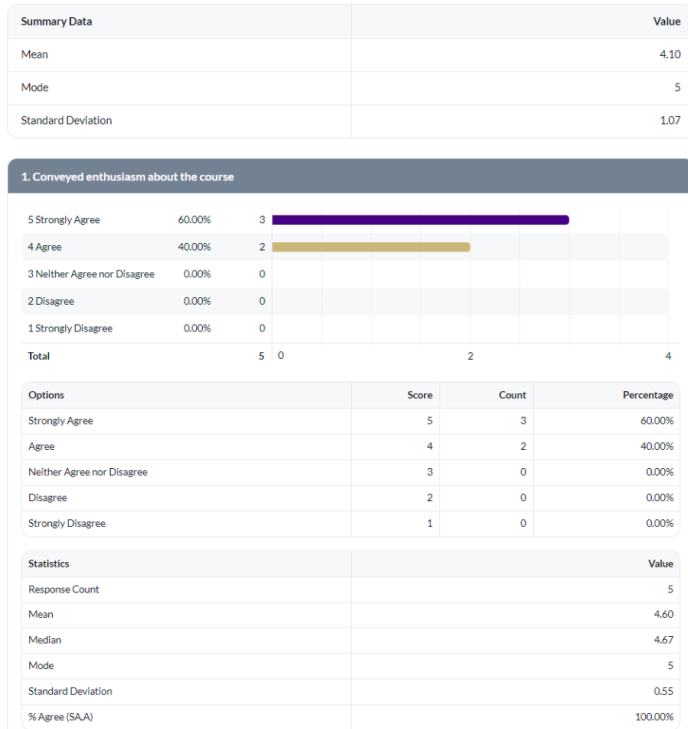 Summary Data Value
Mean 4.10
Mode 5
Standard Deviation 1.07
1. Conveyed enthusiasm about the course
5 Strongly Agree 60.00% 3
4 Agree 40.00% 2
3 Neither Agree nor Disagree 0.00% 0
2 Disagree 0.00% 0
1 Strongly Disagree 0.00% 0
Total 5 0 2 4
Options Score Count Percentage
Strongly Agree 5 3 60.00%
Agree 4 2 40.00%
Neither Agree nor Disagree 3 0 0.00%
Disagree 2 0 0.00%
Strongly Disagree 1 0 0.00%
Statistics Value
Response Count 5
Mean 4.60
Median 4.67
Mode 5
Standard Deviation 0.55
% Agree (SA,A) 100.00%